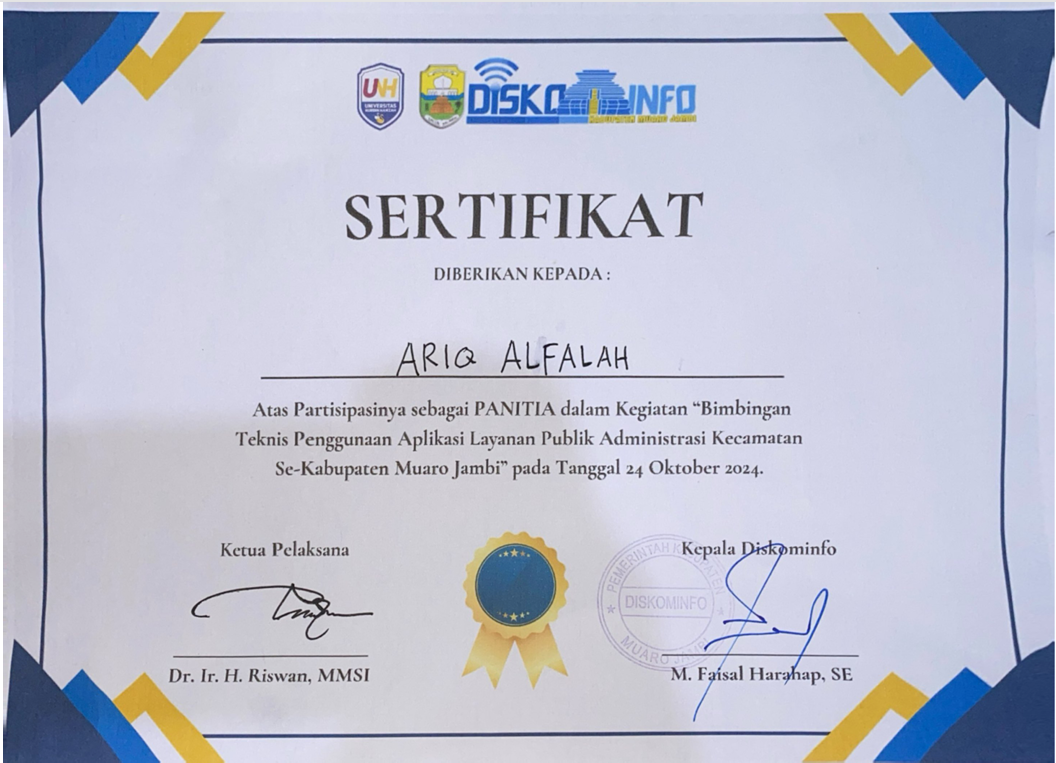 UNH
UNIVERSITAS
DISKOMINFO
KABUPATEN MUARO JAMBI
SERTIFIKAT
DIBERIKAN KEPADA :
ARIQ ALFALAH
Atas Partisipasinya sebagai PANITIA dalam Kegiatan “Bimbingan
Teknis Penggunaan Aplikasi Layanan Publik Administrasi Kecamatan
Se-Kabupaten Muaro Jambi” pada Tanggal 24 Oktober 2024.
Ketua Pelaksana
Kepala Diskominfo
PEMERINTAH KABUPATEN
DISKOMINFO
MUARO JAMBI
Dr. Ir. H. Riswan, MMSI
M. Faisal Harahap, SE